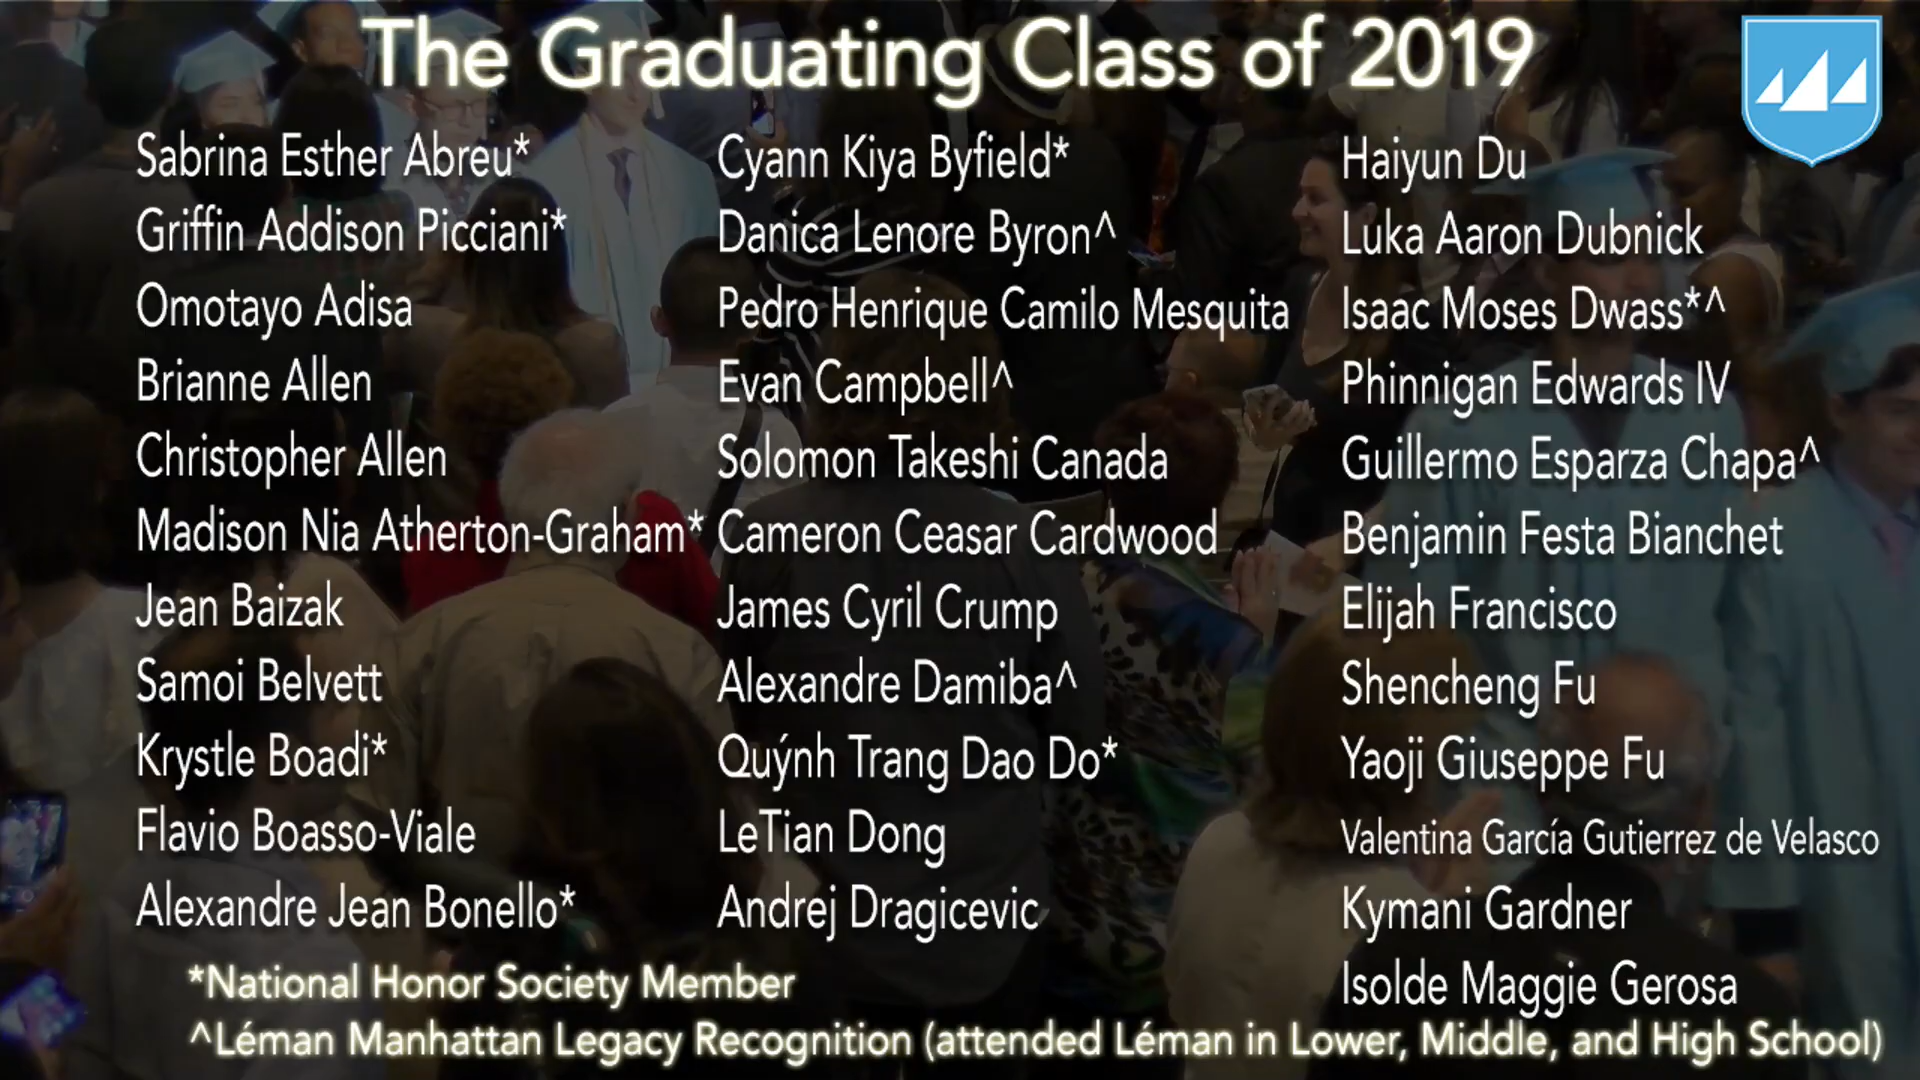 The Graduating Class of 2019
Sabrina Esther Abreu*
Griffin Addison Picciani*
Omotayo Adisa
Brianne Allen
Christopher Allen
Madison Nia Atherton-Graham*
Jean Baizak
Samoi Belvett
Krystle Boadi*
Flavio Boasso-Viale
Alexandre Jean Bonello*
Cyann Kiya Byfield*
Danica Lenore Byron^
Pedro Henrique Camilo Mesquita
Evan Campbell^
Solomon Takeshi Canada
Cameron Ceasar Cardwood
James Cyril Crump
Alexandre Damiba^
Quýnh Trang Dao Do*
LeTian Dong
Andrej Dragicevic
Haiyun Du
Luka Aaron Dubnick
Isaac Moses Dwass*^
Phinnigan Edwards IV
Guillermo Esparza Chapa^
Benjamin Festa Bianchet
Elijah Francisco
Shencheng Fu
Yaoji Giuseppe Fu
Valentina García Gutierrez de Velasco
Kymani Gardner
Isolde Maggie Gerosa
*National Honor Society Member
^Léman Manhattan Legacy Recognition (attended Léman in Lower, Middle, and High School)